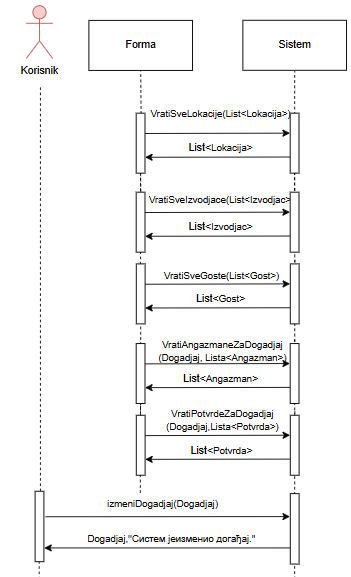 Forma
Sistem
Korisnik
VratiSveLokacije(List<Lokacija>)
List<Lokacija>
VratiSveIzvodjace(List<Izvodjac>
List<Izvodjac>
VratiSveGoste(List<Gost>)
List<Gost>
VratiAngazmaneZaDogadjaj
(Dogadjaj, Lista<Angazman>)
List<Angazman>
VratiPotvrdeZaDogadjaj
(Dogadjaj,Lista<Potvrda>)
List<Potvrda>
izmeniDogadjaj(Dogadjaj)
Dogadjaj,"Систем јеизменио догађај."